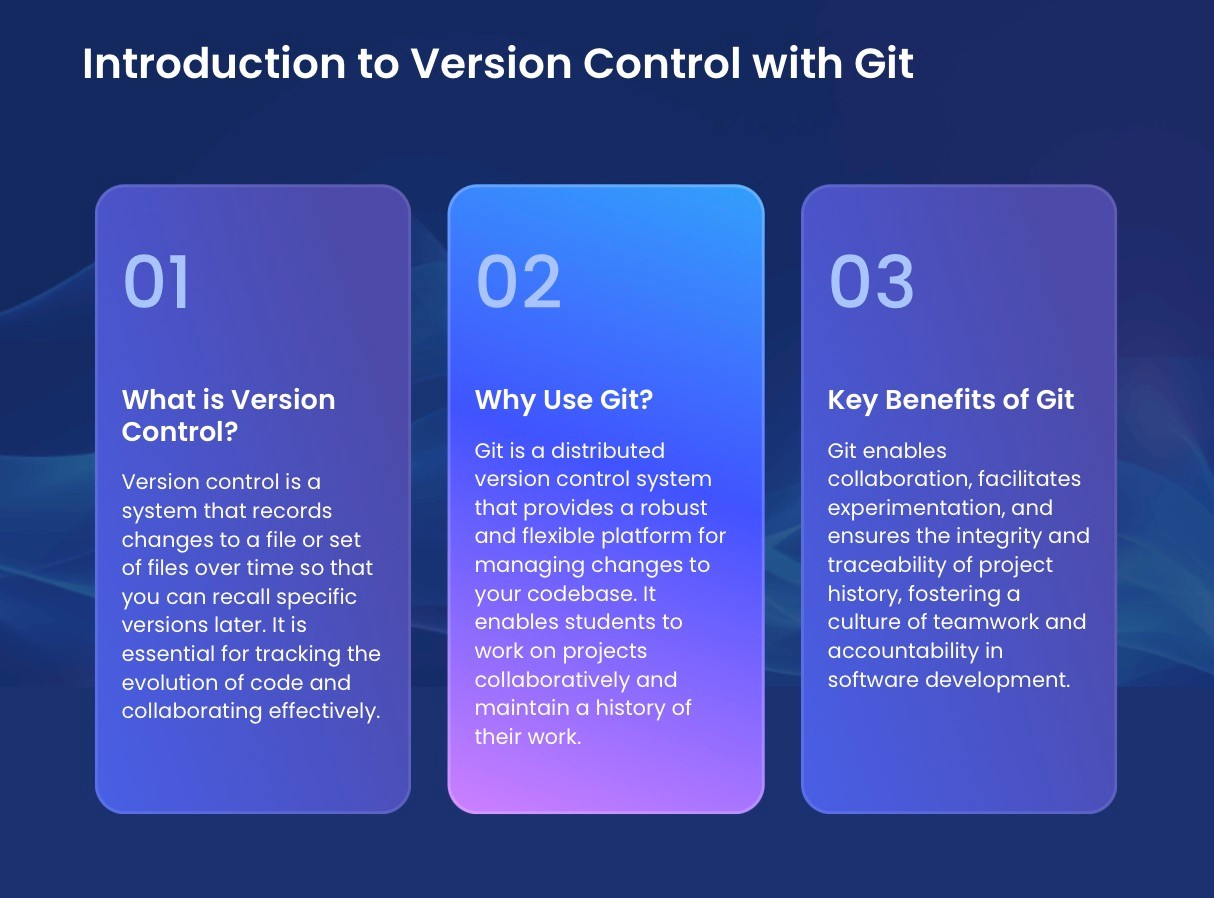 Introduction to Version Control with Git
01
What is Version
Control?
Version control is a
system that records
changes to a file or set
of files over time so that
you can recall specific
versions later. It is
essential for tracking the
evolution of code and
collaborating effectively.
02
Why Use Git?
Git is a distributed
version control system
that provides a robust
and flexible platform for
managing changes to
your codebase. It
enables students to
work on projects
collaboratively and
maintain a history of
their work.
03
Key Benefits of Git
Git enables
collaboration, facilitates
experimentation, and
ensures the integrity and
traceability of project
history, fostering a
culture of teamwork and
accountability in
software development.